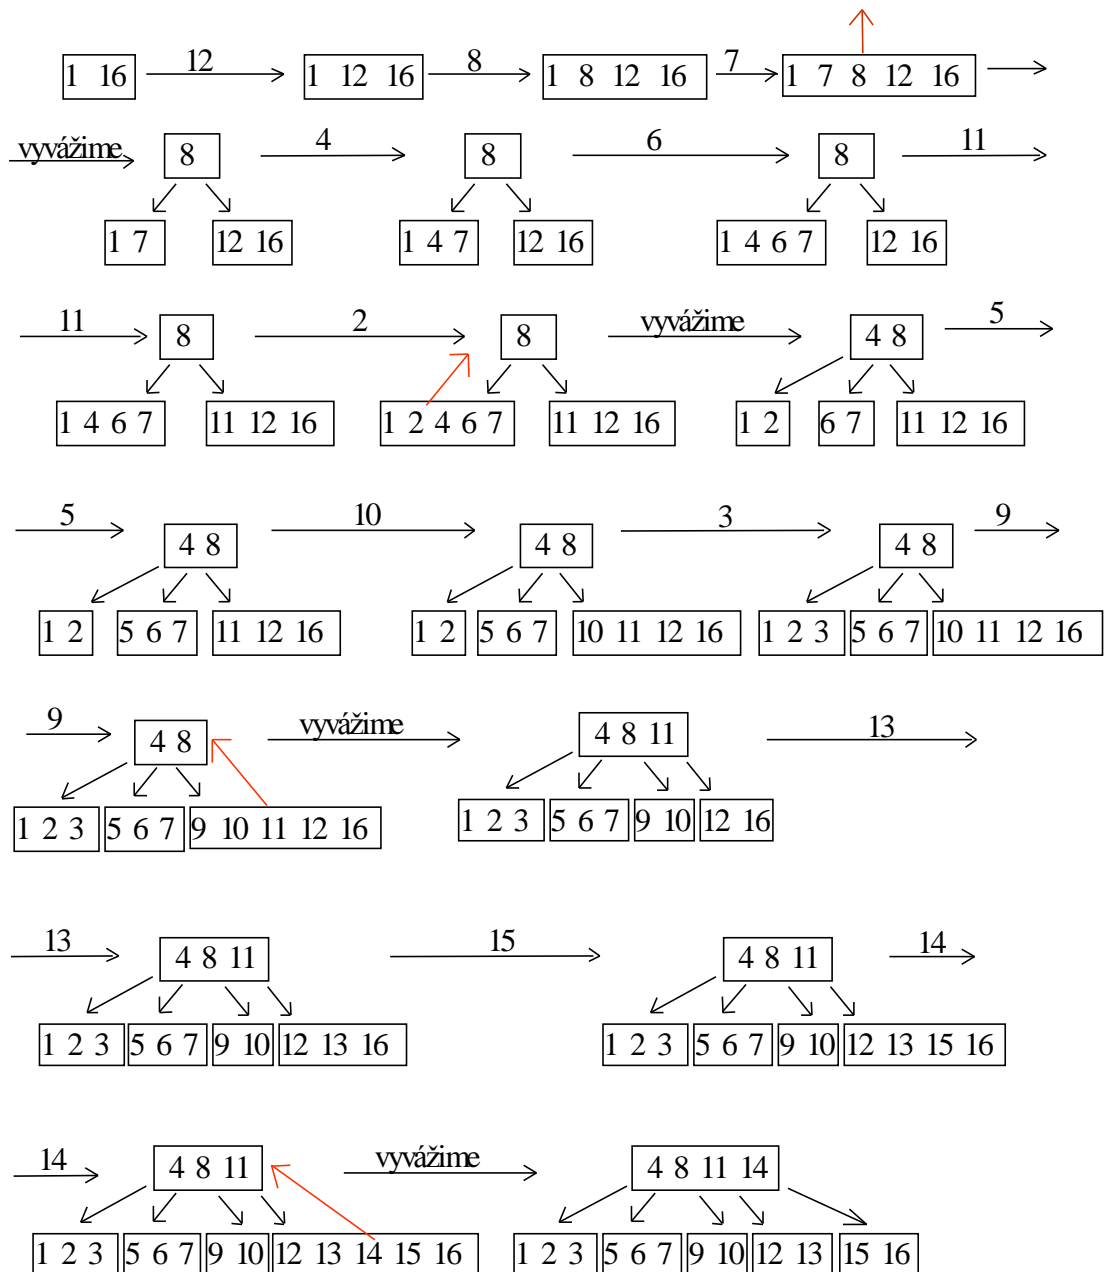 12 8 7
1 16 1 12 16 1 8 12 16 1 7 8 12 16
vyvážime 4 6 11
8 8 8
1 7 12 16 1 4 7 12 16 1 4 6 7 12 16
11 2 vyvážime 5
8 8 4 8
1 4 6 7 11 12 16 1 2 4 6 7 11 12 16 1 2 6 7 11 12 16
5 10 3 9
4 8 4 8 4 8
1 2 5 6 7 11 12 16 1 2 5 6 7 10 11 12 16 1 2 3 5 6 7 10 11 12 16
9 vyvážime 13
4 8 4 8 11
1 2 3 5 6 7 9 10 11 12 16 1 2 3 5 6 7 9 10 12 16
13 15 14
4 8 11 4 8 11
1 2 3 5 6 7 9 10 12 13 16 1 2 3 5 6 7 9 10 12 13 15 16
14 vyvážime
4 8 11 4 8 11 14
1 2 3 5 6 7 9 10 12 13 14 15 16 1 2 3 5 6 7 9 10 12 13 15 16